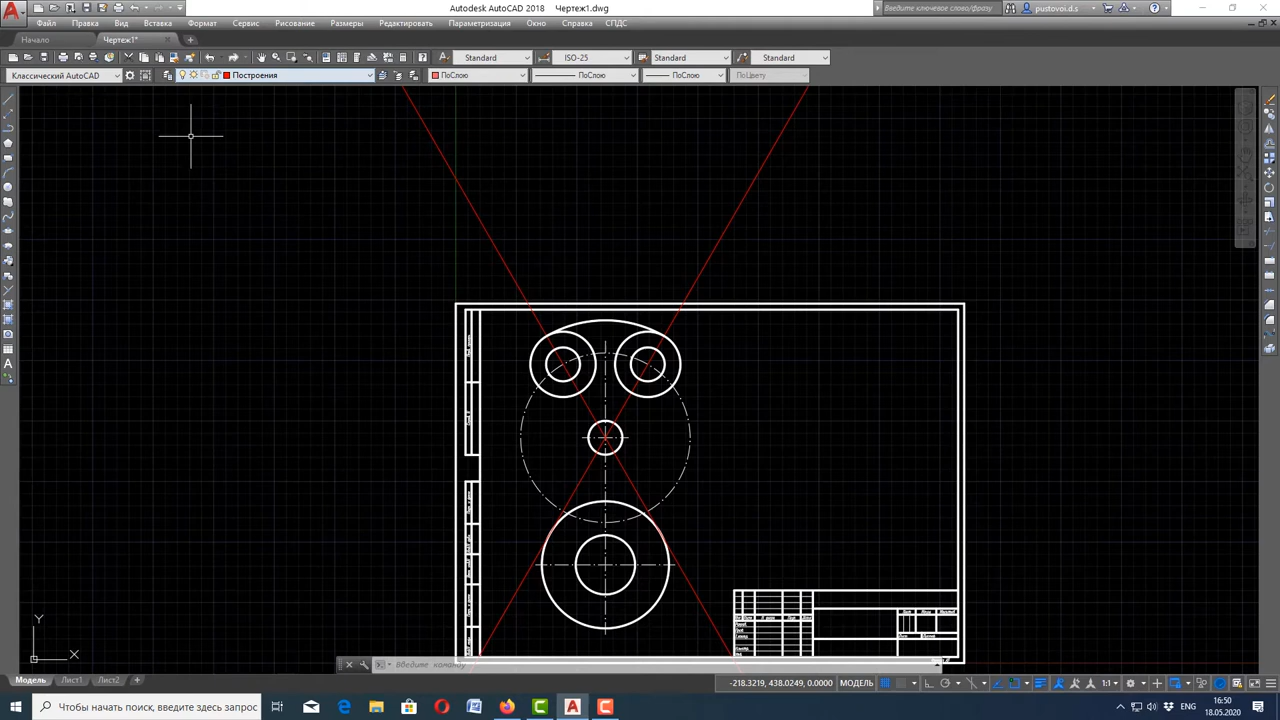 Autodesk AutoCAD 2018 Чертеж1.dwg
Введите ключевое слово/фразу
pustovoi.d.s
Файл Правка Вид Вставка Формат Сервис Рисование Размеры Редактировать Параметризация Окно Справка СПДС
Начало Чертеж1*
Standard ISO-25 Standard Standard
Классический AutoCAD Построения ПоСлою ПоСлою ПоСлою ПоЦвету
Y
X
Введите команду
Модель Лист1 Лист2
-218.3219, 438.0249, 0.0000 МОДЕЛЬ 1:1
Чтобы начать поиск, введите здесь запрос
ENG
16:50
18.05.2020